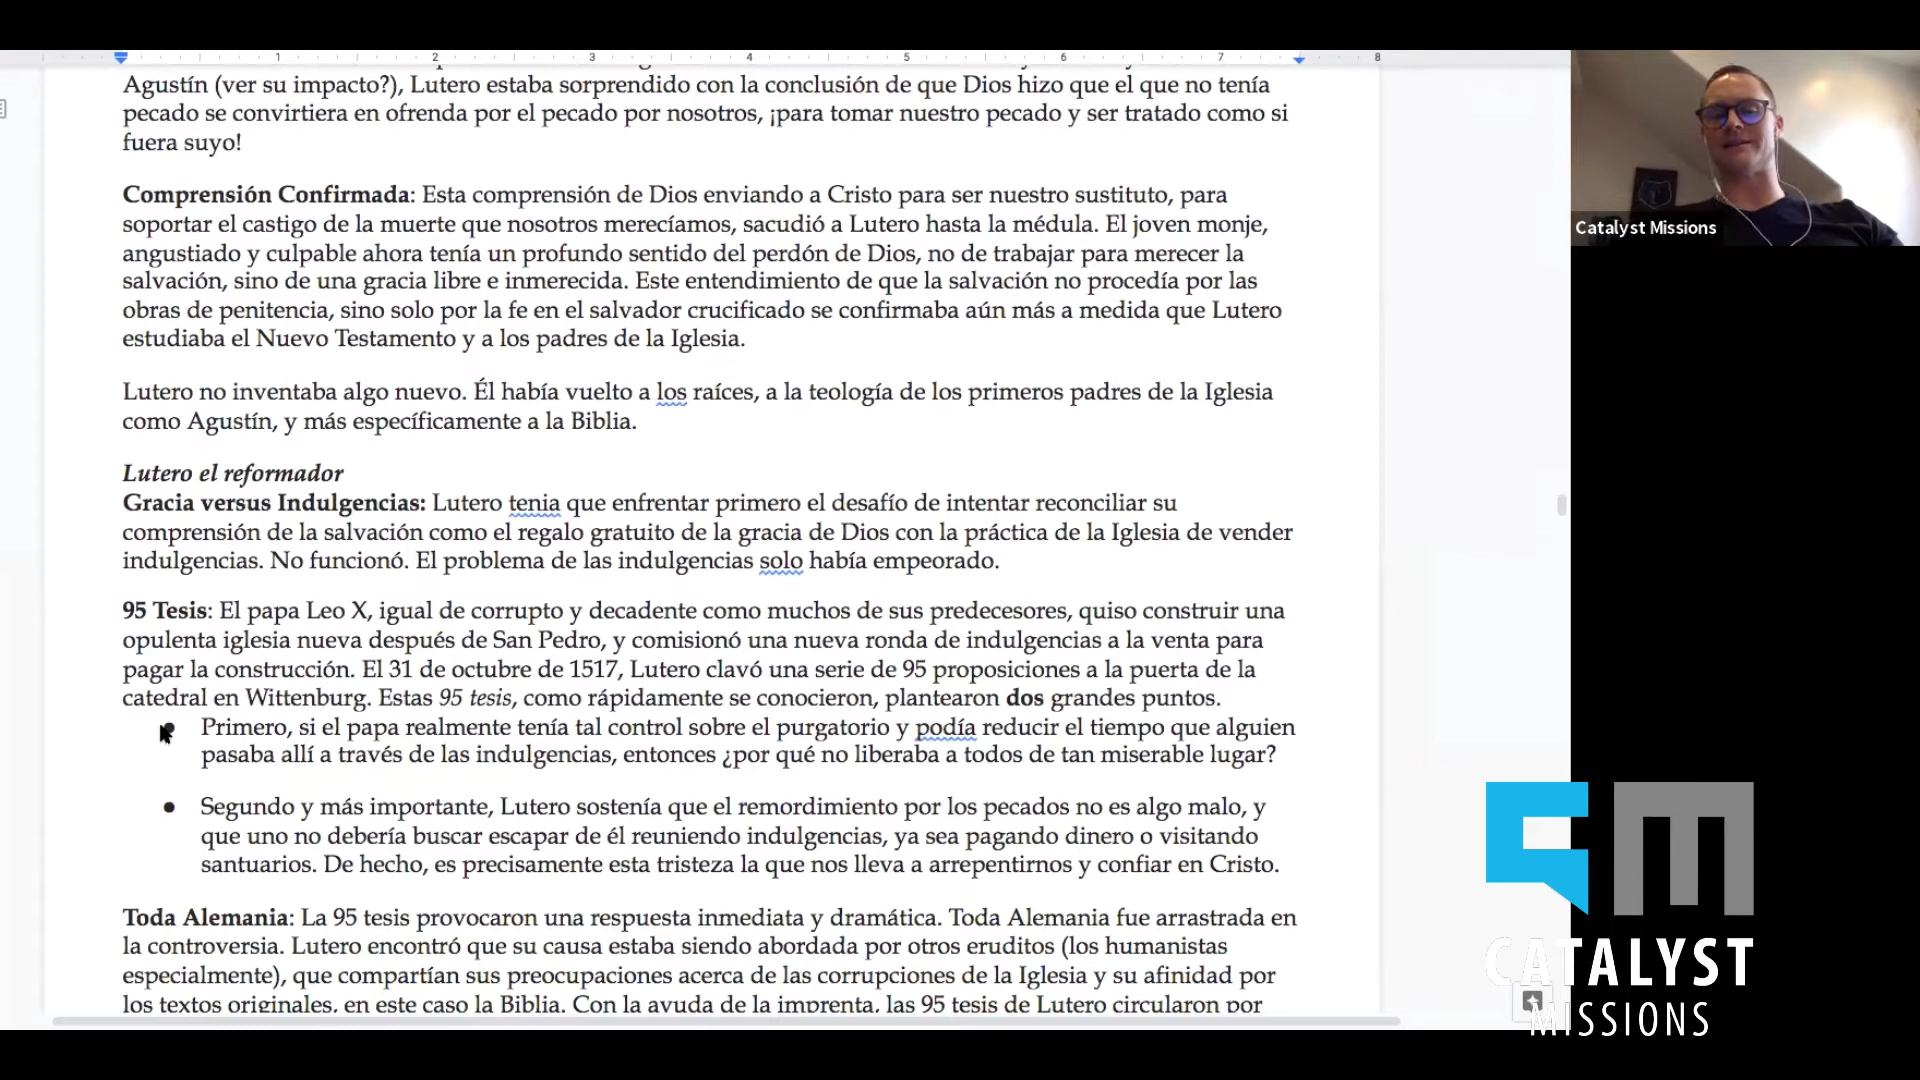 1 2 3 4 5 6 7 8
Agustín (ver su impacto?), Lutero estaba sorprendido con la conclusión de que Dios hizo que el que no tenía
pecado se convirtiera en ofrenda por el pecado por nosotros, ¡para tomar nuestro pecado y ser tratado como si
fuera suyo!
Comprensión Confirmada: Esta comprensión de Dios enviando a Cristo para ser nuestro sustituto, para
soportar el castigo de la muerte que nosotros merecíamos, sacudió a Lutero hasta la médula. El joven monje,
angustiado y culpable ahora tenía un profundo sentido del perdón de Dios, no de trabajar para merecer la
salvación, sino de una gracia libre e inmerecida. Este entendimiento de que la salvación no procedía por las
obras de penitencia, sino solo por la fe en el salvador crucificado se confirmaba aún más a medida que Lutero
estudiaba el Nuevo Testamento y a los padres de la Iglesia.
Lutero no inventaba algo nuevo. Él había vuelto a los raíces, a la teología de los primeros padres de la Iglesia
como Agustín, y más específicamente a la Biblia.
Lutero el reformador
Gracia versus Indulgencias: Lutero tenia que enfrentar primero el desafío de intentar reconciliar su
comprensión de la salvación como el regalo gratuito de la gracia de Dios con la práctica de la Iglesia de vender
indulgencias. No funcionó. El problema de las indulgencias solo había empeorado.
95 Tesis: El papa Leo X, igual de corrupto y decadente como muchos de sus predecesores, quiso construir una
opulenta iglesia nueva después de San Pedro, y comisionó una nueva ronda de indulgencias a la venta para
pagar la construcción. El 31 de octubre de 1517, Lutero clavó una serie de 95 proposiciones a la puerta de la
catedral en Wittenburg. Estas 95 tesis, como rápidamente se conocieron, plantearon dos grandes puntos.
Primero, si el papa realmente tenía tal control sobre el purgatorio y podía reducir el tiempo que alguien
pasaba allí a través de las indulgencias, entonces ¿por qué no liberaba a todos de tan miserable lugar?
● Segundo y más importante, Lutero sostenía que el remordimiento por los pecados no es algo malo, y
que uno no debería buscar escapar de él reuniendo indulgencias, ya sea pagando dinero o visitando
santuarios. De hecho, es precisamente esta tristeza la que nos lleva a arrepentirnos y confiar en Cristo.
Toda Alemania: La 95 tesis provocaron una respuesta inmediata y dramática. Toda Alemania fue arrastrada en
la controversia. Lutero encontró que su causa estaba siendo abordada por otros eruditos (los humanistas
especialmente), que compartían sus preocupaciones acerca de las corrupciones de la Iglesia y su afinidad por
los textos originales, en este caso la Biblia. Con la ayuda de la imprenta, las 95 tesis de Lutero circularon por
Catalyst Missions
CATALYST
MISSIONS